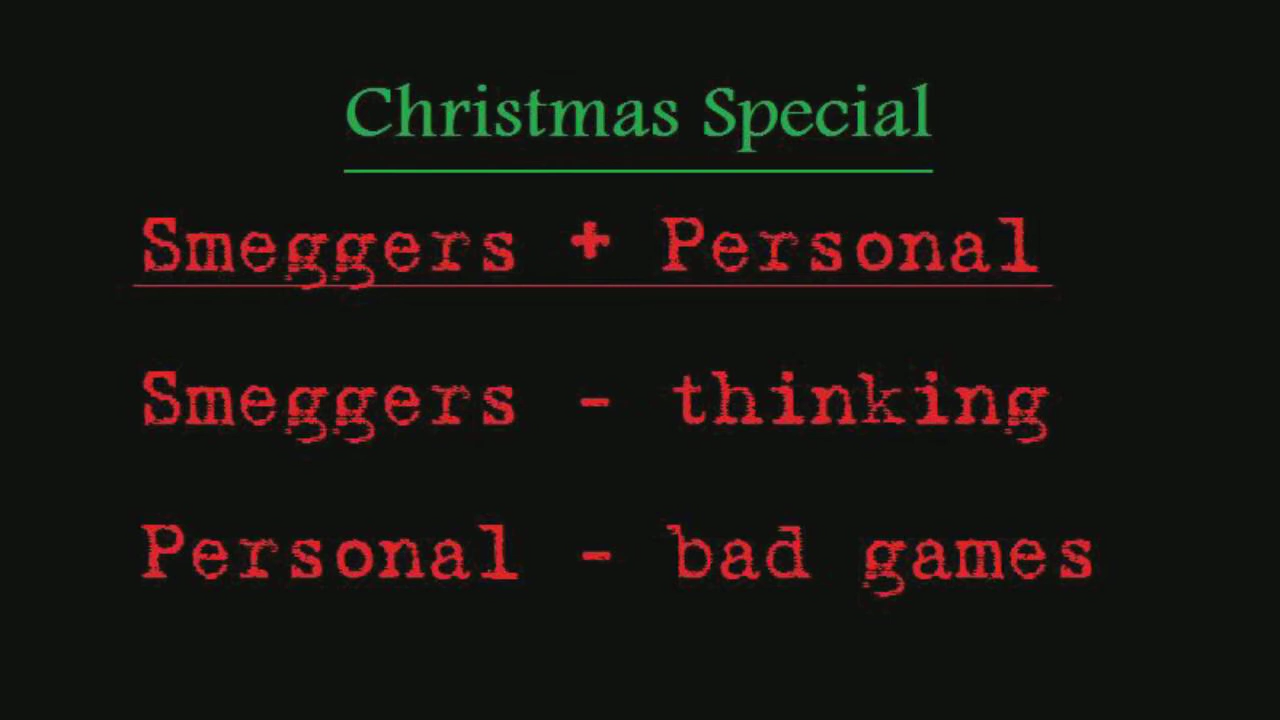 Christmas Special
Smeggers + Personal
Smeggers - thinking
Personal - bad games